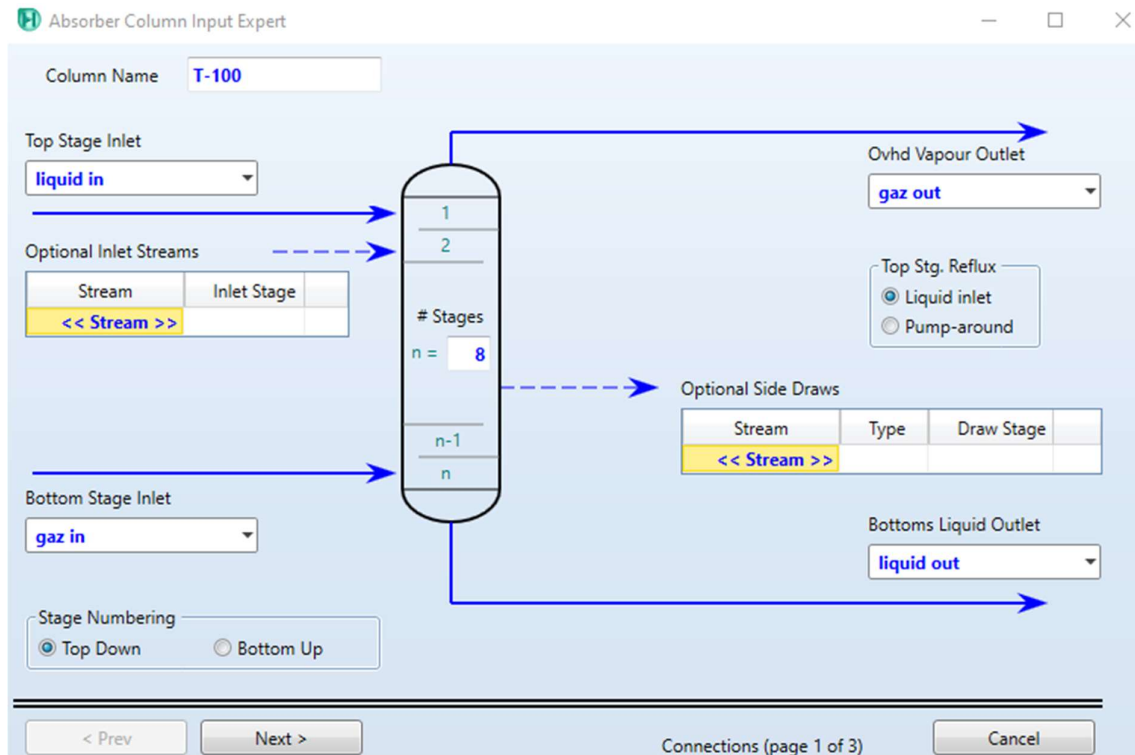 Absorber Column Input Expert
Column Name T-100
Top Stage Inlet
liquid in
Optional Inlet Streams
Stream Inlet Stage
<< Stream >>
Bottom Stage Inlet
gaz in
Stage Numbering
Top Down Bottom Up
1
2
# Stages
n = 8
n-1
n
Ovhd Vapour Outlet
gaz out
Top Stg. Reflux
Liquid inlet
Pump-around
Optional Side Draws
Stream Type Draw Stage
<< Stream >>
Bottoms Liquid Outlet
liquid out
< Prev Next > Connections (page 1 of 3) Cancel